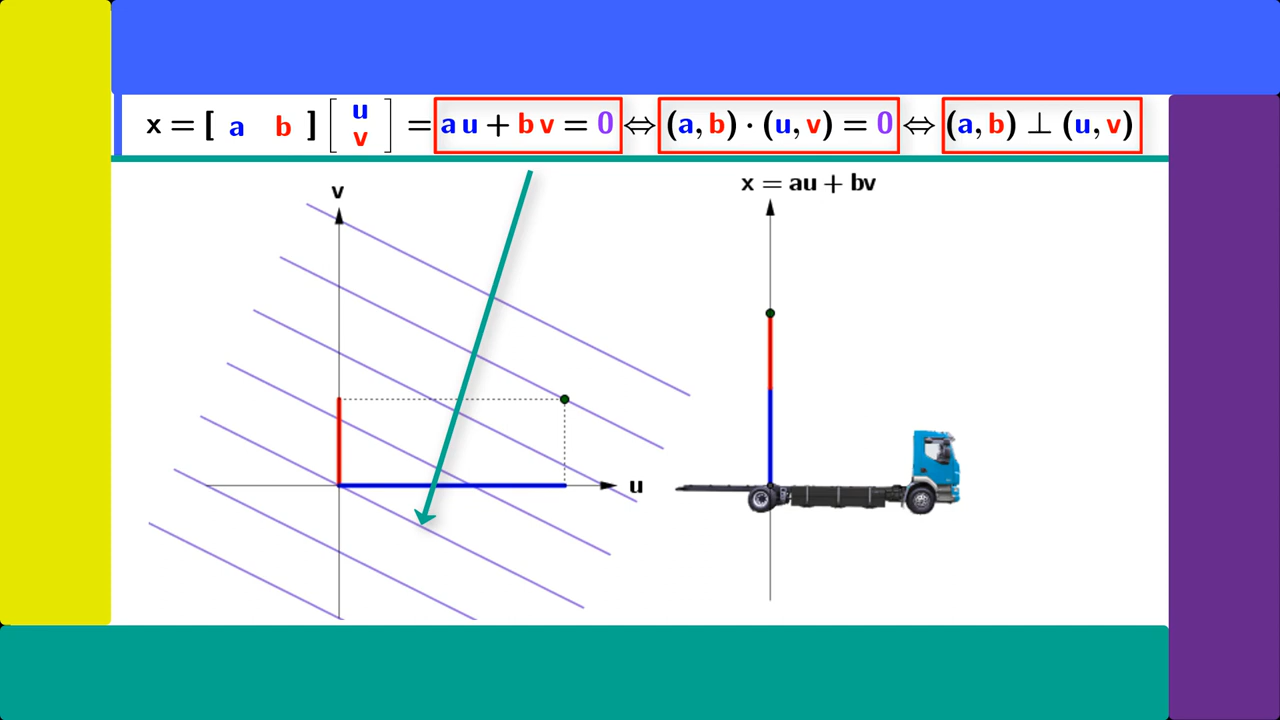 x = [ a b ] [ u v ] = a u + b v = 0 ⇔ (a, b) · (u, v) = 0 ⇔ (a, b) ⊥ (u, v)
v
x = au + bv
u